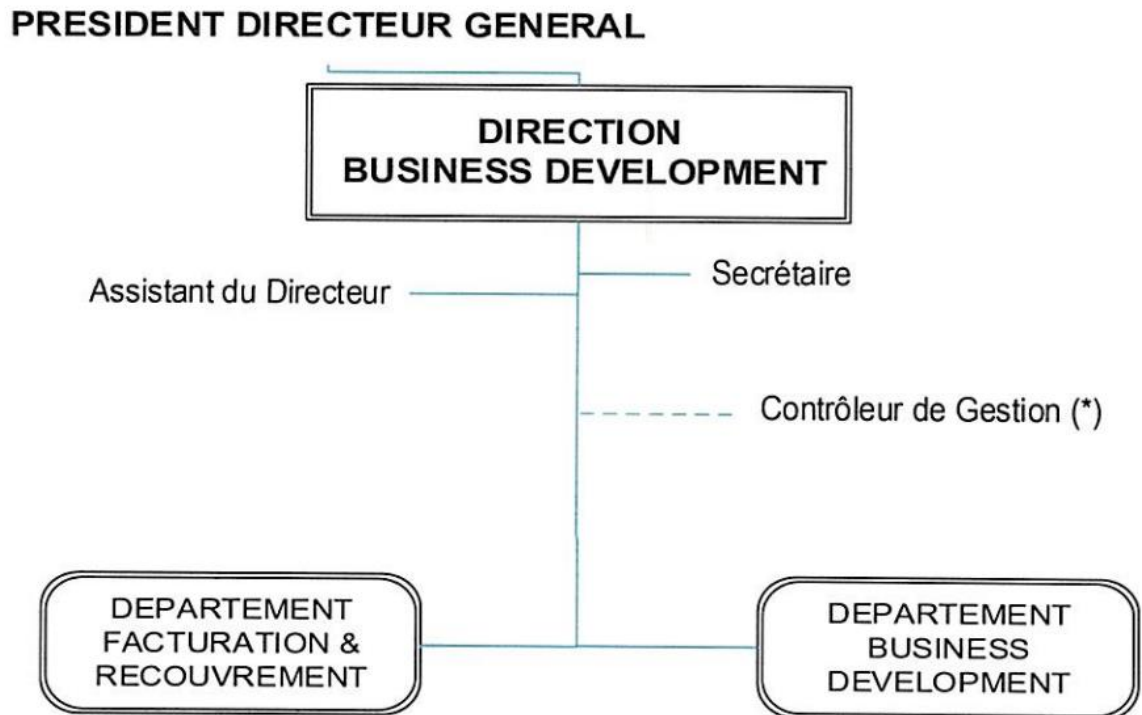 PRESIDENT DIRECTEUR GENERAL
DIRECTION
BUSINESS DEVELOPMENT
Secrétaire
Assistant du Directeur
Contrôleur de Gestion (*)
DEPARTEMENT
FACTURATION &
RECOUVREMENT
DEPARTEMENT
BUSINESS
DEVELOPMENT